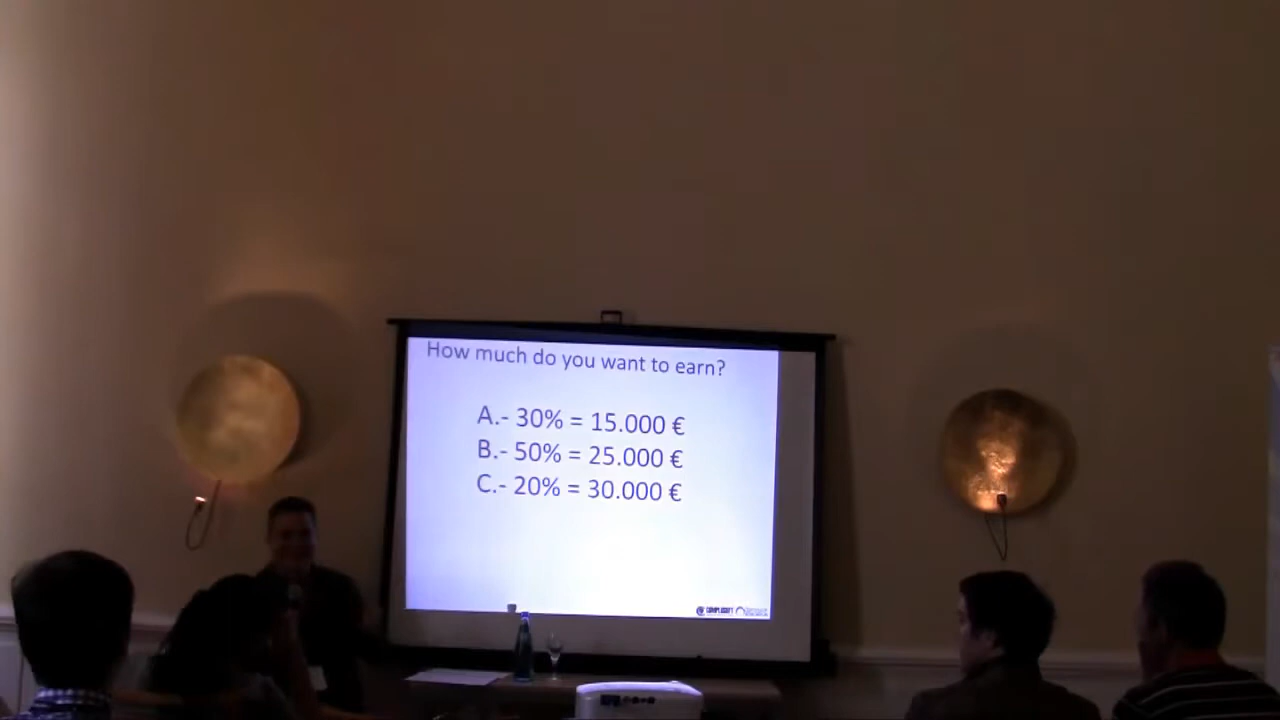 How much do you want to earn?
A.- 30% = 15.000 €
B.- 50% = 25.000 €
C.- 20% = 30.000 €